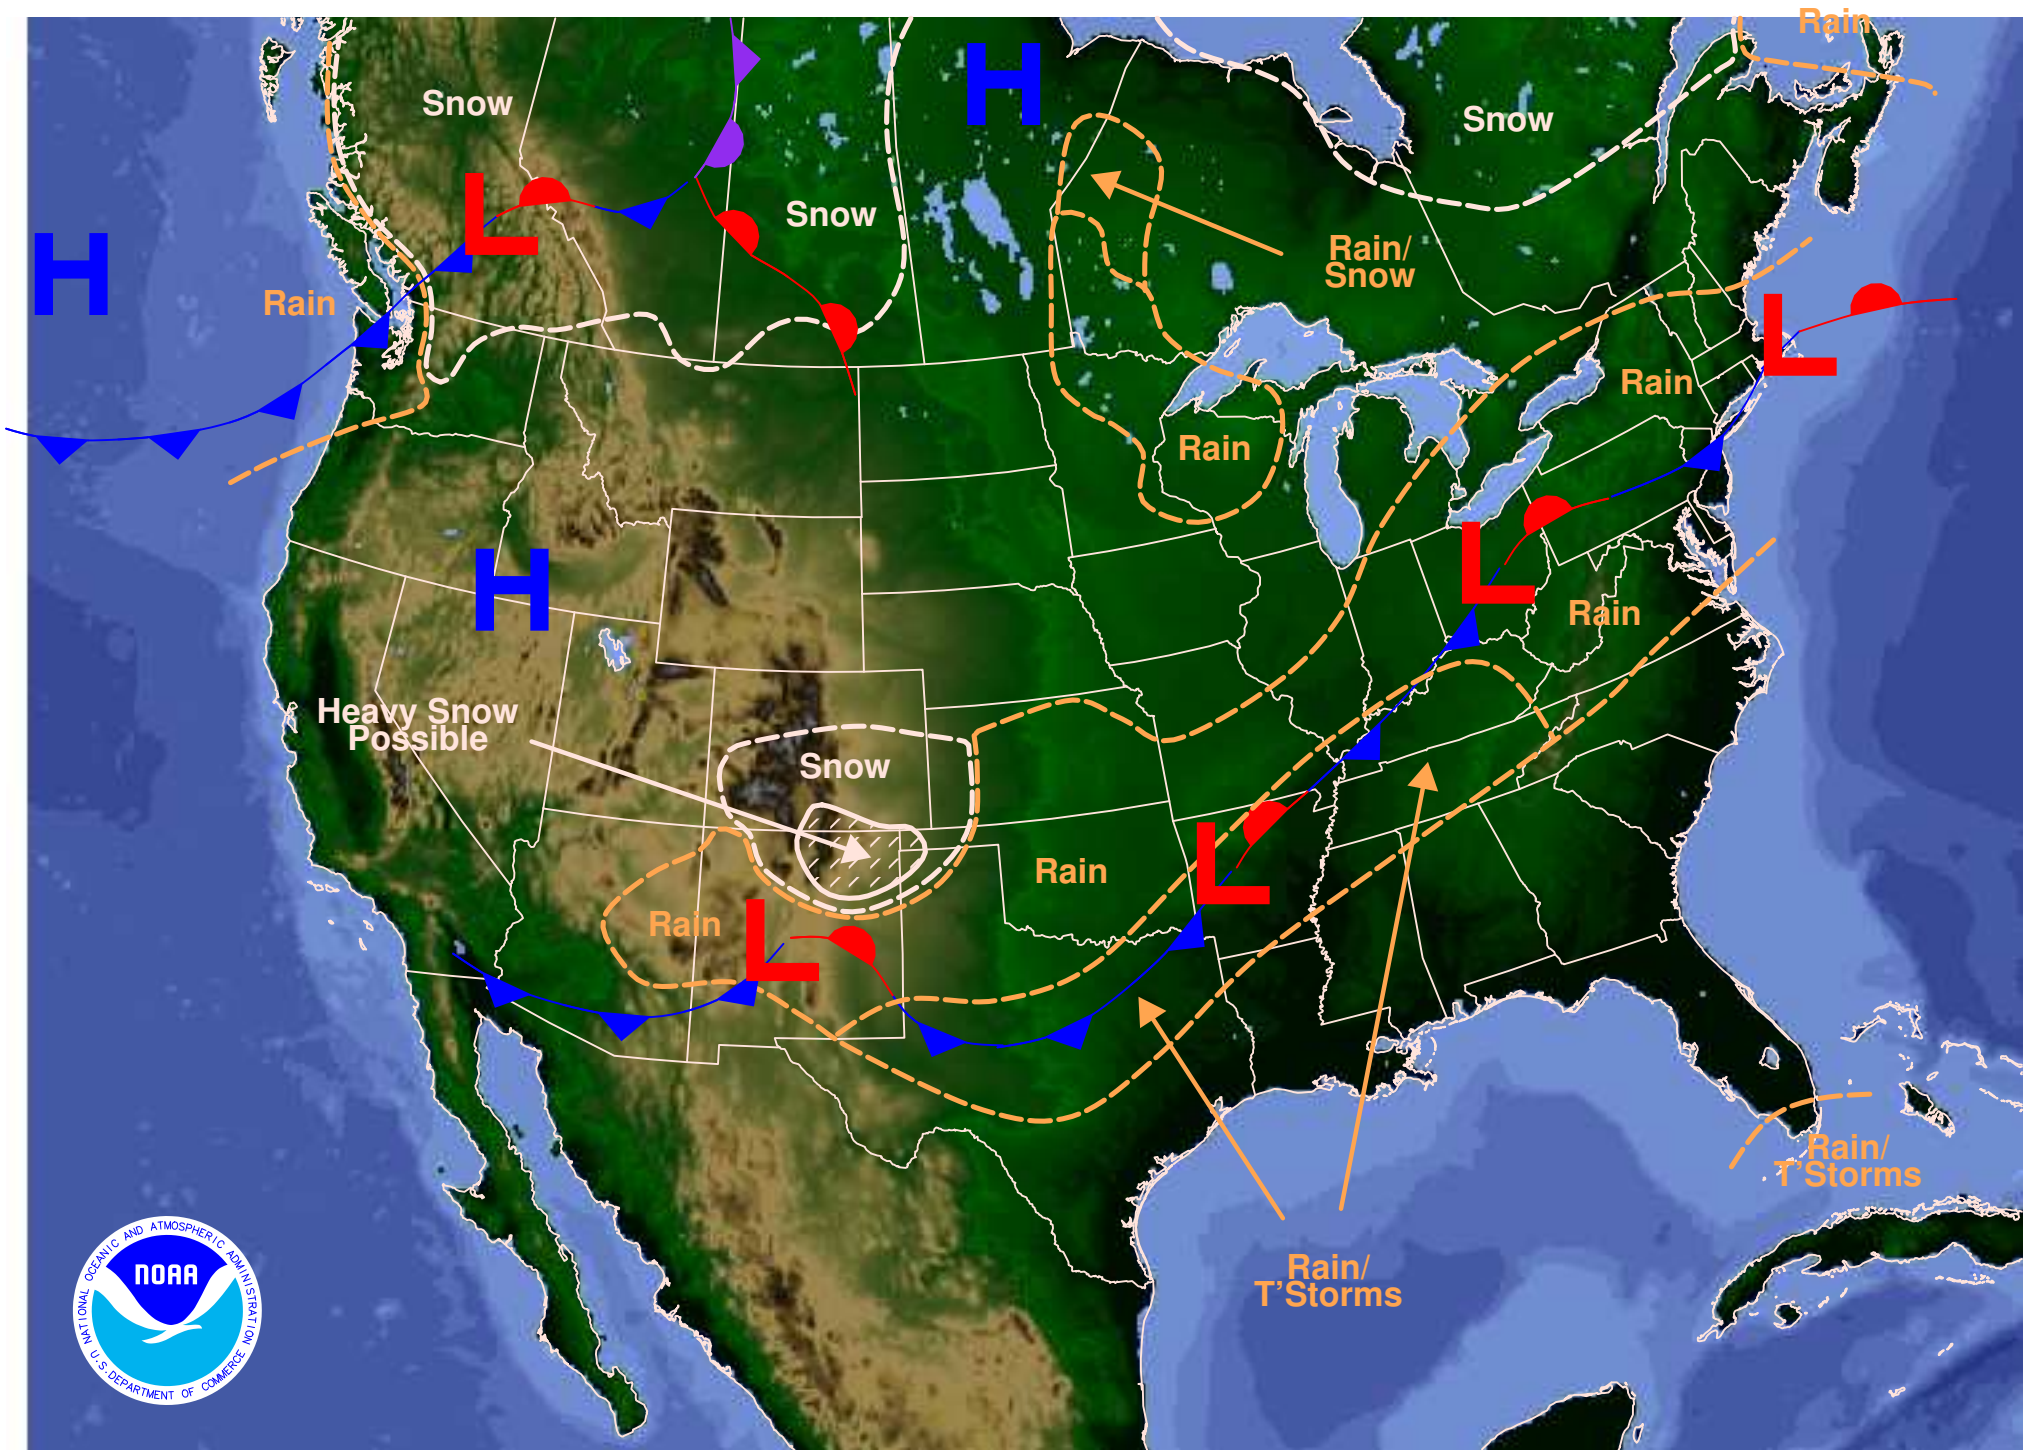 Rain
H
Snow
Snow
Snow
L
H
Rain/
Snow
Rain
L
Rain
Rain
H
L
Rain
Heavy Snow
Possible
Snow
Rain
L
Rain
L
Rain/
T'Storms
Rain/
T'Storms
NATIONAL OCEANIC AND ATMOSPHERIC ADMINISTRATION
NOAA
U.S. DEPARTMENT OF COMMERCE